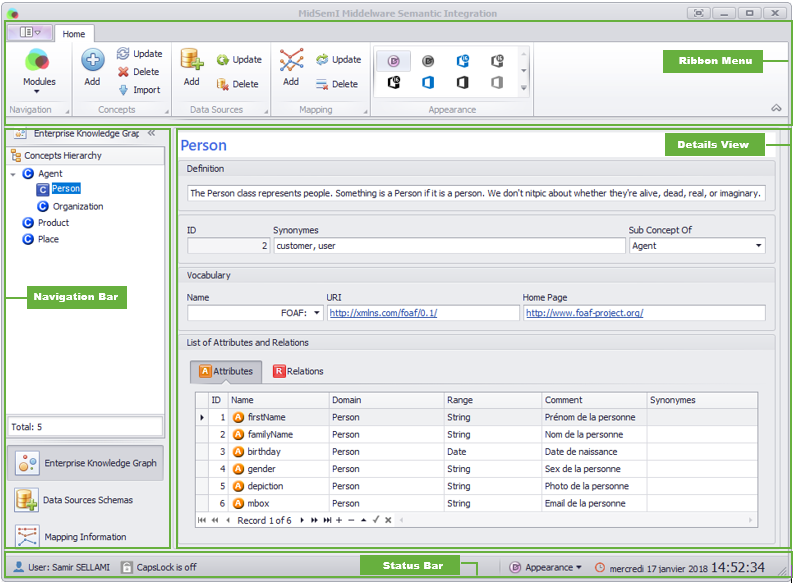 MidSemI Middelware Semantic Integration
Home
Modules
Add
Update
Delete
Import
Add
Update
Delete
Add
Update
Delete
Ribbon Menu
Navigation
Concepts
Data Sources
Mapping
Appearance
Enterprise Knowledge Grap
Concepts Hierarchy
Agent
Person
Organization
Product
Place
Navigation Bar
Total: 5
Enterprise Knowledge Graph
Data Sources Schemas
Mapping Information
Person
Details View
Definition
The Person class represents people. Something is a Person if it is a person. We don't nitpic about whether they're alive, dead, real, or imaginary.
ID Synonymes Sub Concept Of
2 customer, user Agent
Vocabulary
Name URI Home Page
FOAF: http://xmlns.com/foaf/0.1/ http://www.foaf-project.org/
List of Attributes and Relations
A Attributes R Relations
ID Name Domain Range Comment Synonymes
1 A firstName Person String Prénom de la personne
2 A familyName Person String Nom de la personne
3 A birthday Person Date Date de naissance
4 A gender Person String Sex de la personne
5 A depiction Person String Photo de la personne
6 A mbox Person String Email de la personne
Record 1 of 6
User: Samir SELLAMI CapsLock is off Status Bar Appearance mercredi 17 janvier 2018 14:52:34